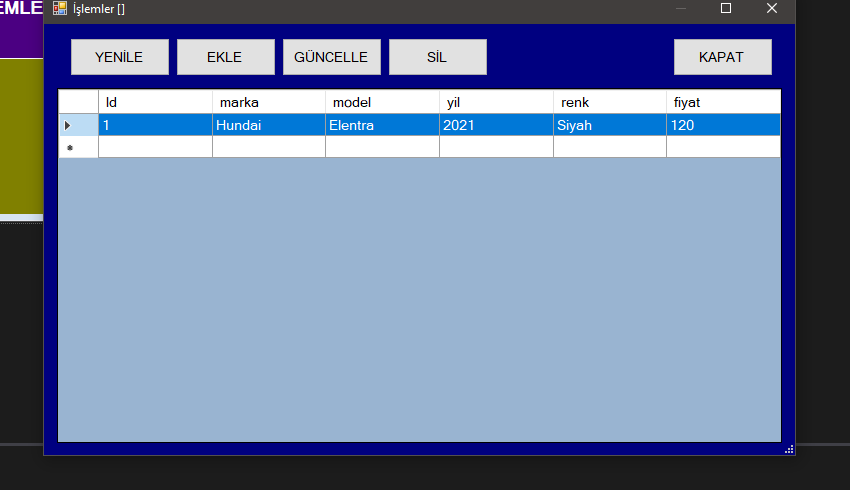 EMLE
İşlemler []
YENİLE EKLE GÜNCELLE SİL KAPAT
Id marka model yil renk fiyat
1 Hundai Elentra 2021 Siyah 120